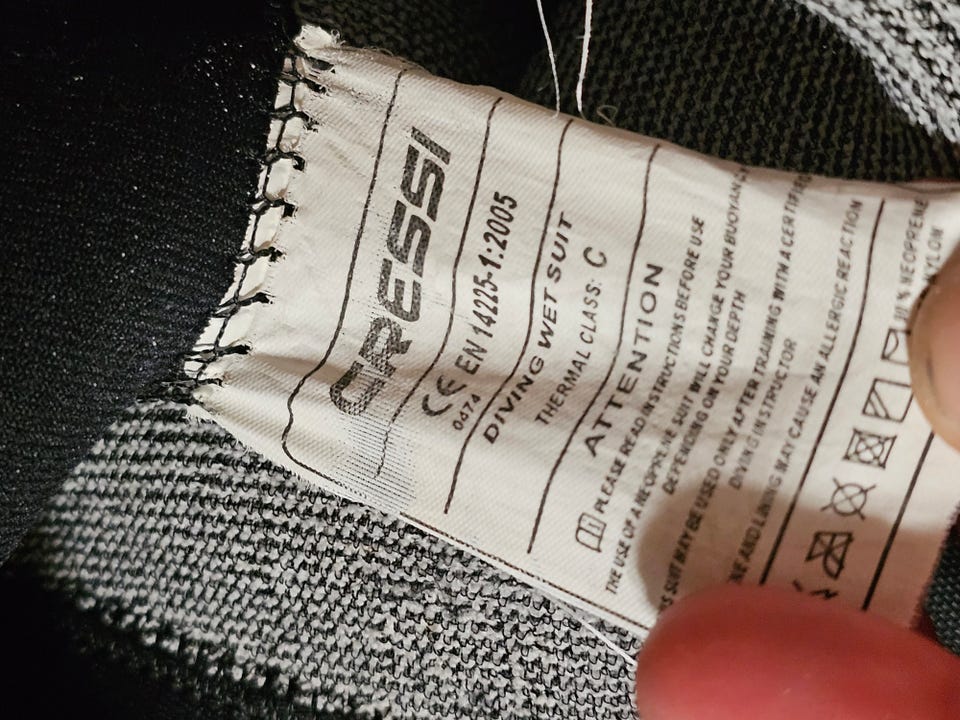 CRESSI
CE EN 14225-1:2005
0474
DIVING WET SUIT
THERMAL CLASS: C
ATTENTION
PLEASE READ INSTRUCTIONS BEFORE USE
THE USE OF A NEOPRENE SUIT WILL CHANGE YOUR BUOYANCY
DEPENDING ON YOUR DEPTH
SUIT MAY BE USED ONLY AFTER TRAINING WITH A CERTIFIED
DIVING INSTRUCTOR
AND LINING MAY CAUSE AN ALLERGIC REACTION
% NEOPRENE
NYLON